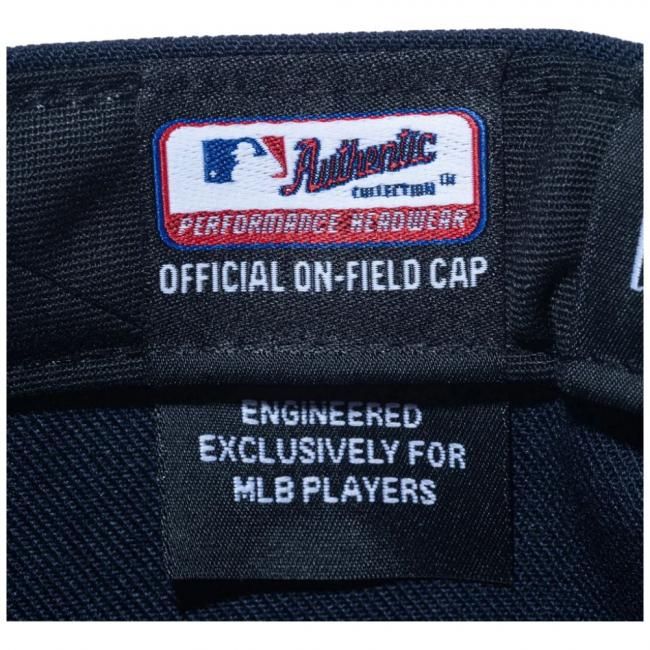 Authentic
COLLECTION ™
PERFORMANCE HEADWEAR
OFFICIAL ON-FIELD CAP
ENGINEERED
EXCLUSIVELY FOR
MLB PLAYERS